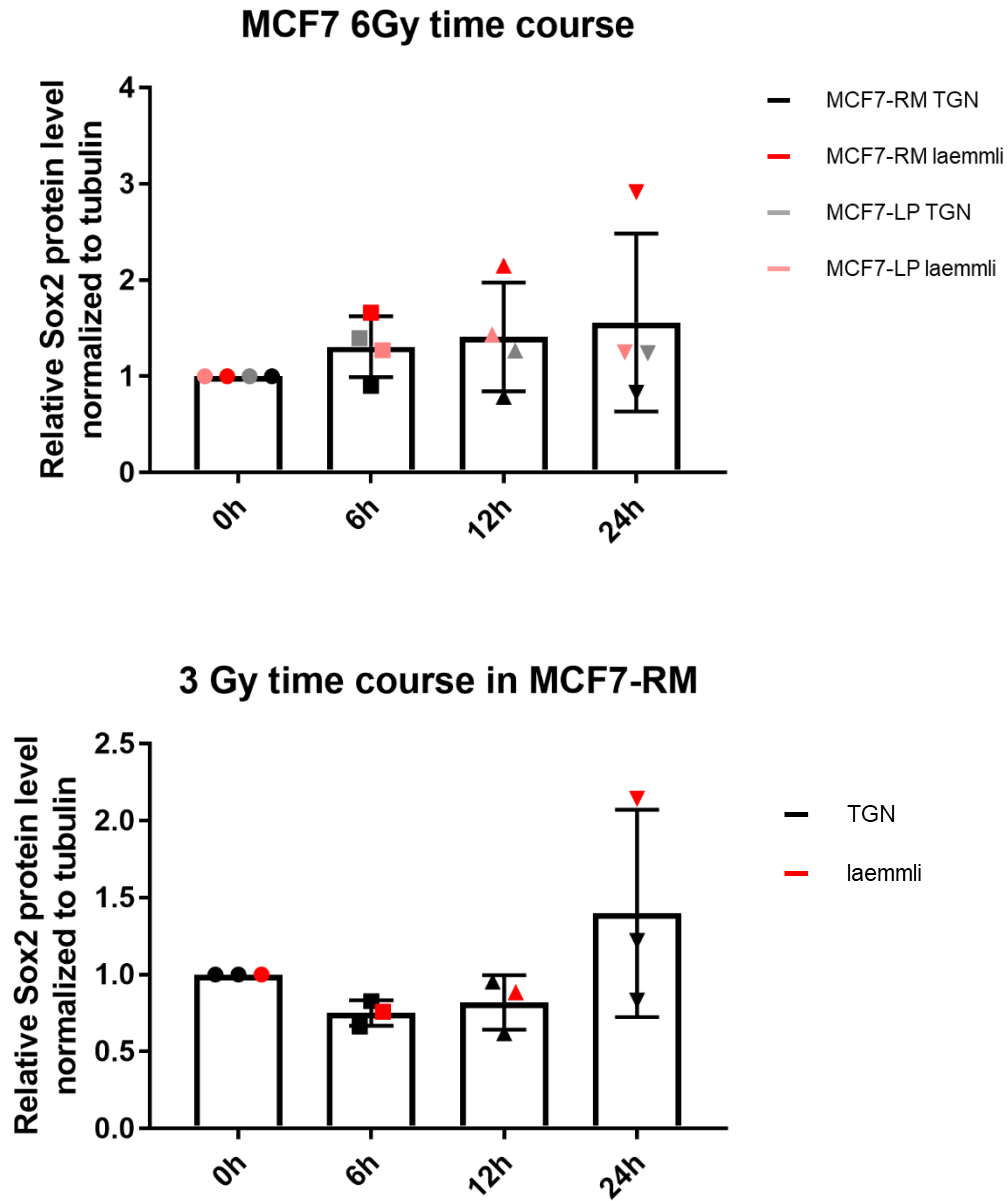 MCF7 6Gy time course
Relative Sox2 protein level
normalized to tubulin
4
3
2
1
0
0h
6h
12h
24h
MCF7-RM TGN
MCF7-RM laemmli
MCF7-LP TGN
MCF7-LP laemmli
3 Gy time course in MCF7-RM
Relative Sox2 protein level
normalized to tubulin
2.5
2.0
1.5
1.0
0.5
0.0
0h
6h
12h
24h
TGN
laemmli